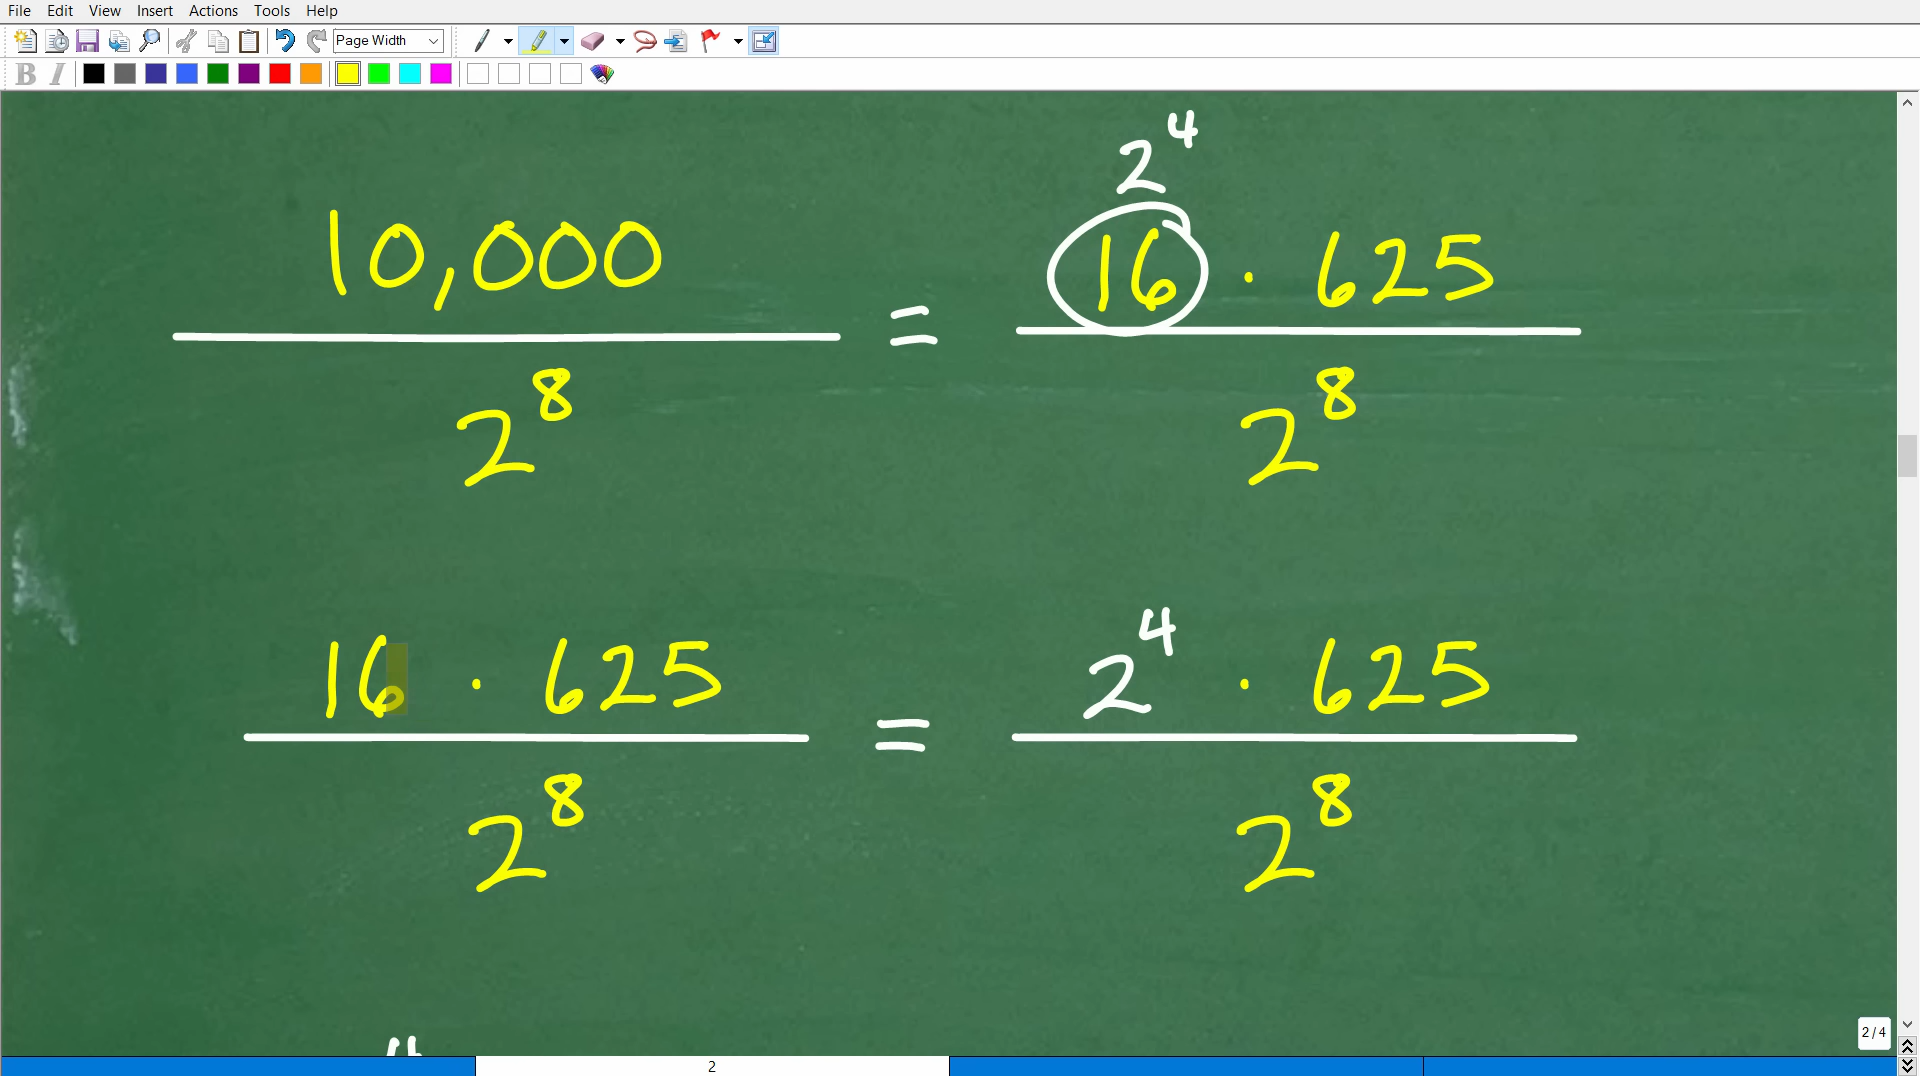 File Edit View Insert Actions Tools Help
Page Width
B I
2^4
10,000 = 16 · 625
2^8 2^8
16 · 625 = 2^4 · 625
2^8 2^8
4
2 / 4
2